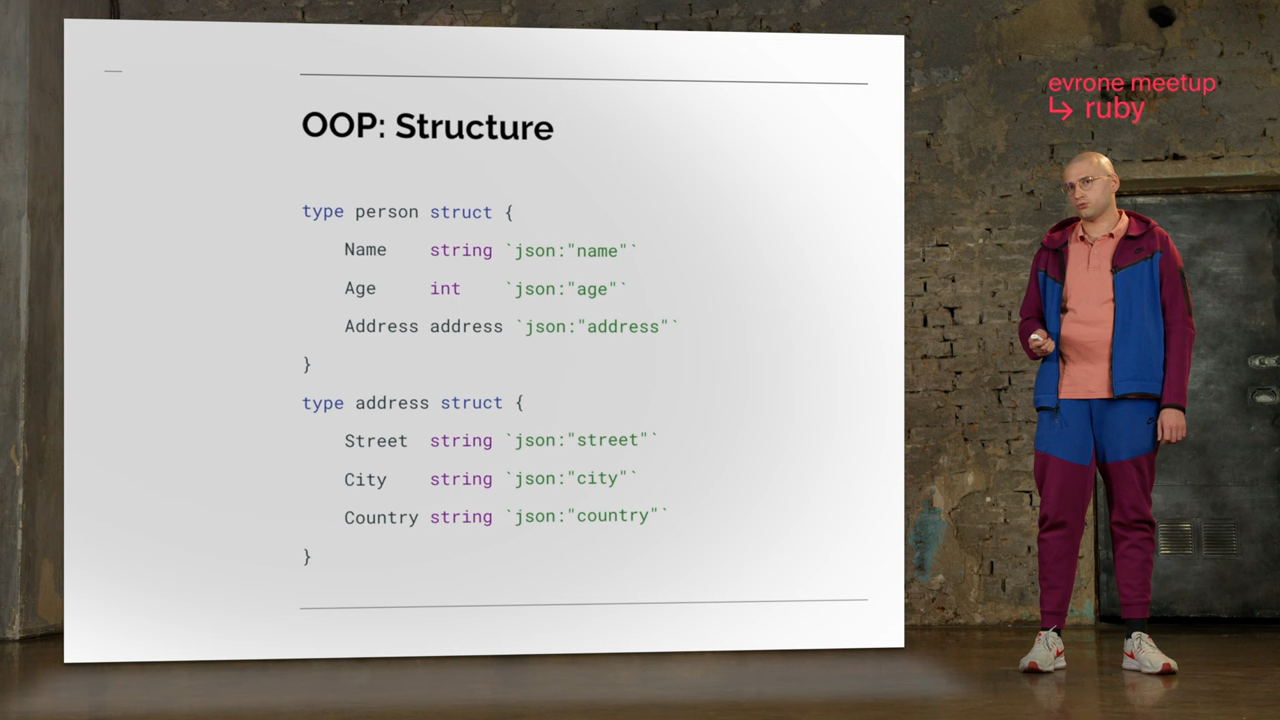 OOP: Structure
type person struct {
    Name    string `json:"name"`
    Age     int    `json:"age"`
    Address address `json:"address"`
}
type address struct {
    Street  string `json:"street"`
    City    string `json:"city"`
    Country string `json:"country"`
}
evrone meetup
↳ ruby